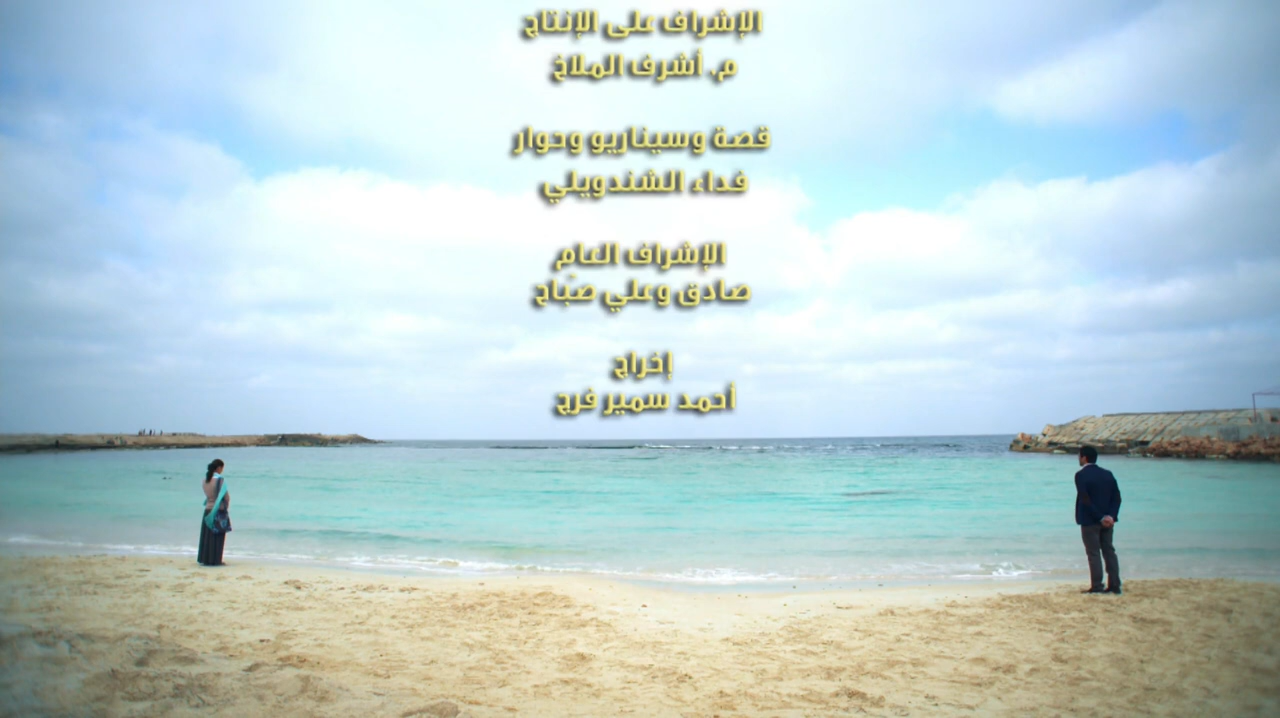 الإشراف على الإنتاج
م. أشرف الملاخ
قصة وسيناريو وحوار
فداء الشندويلي
الإشراف العام
صادق وعلي صبّاح
إخراج
أحمد سمير فرج